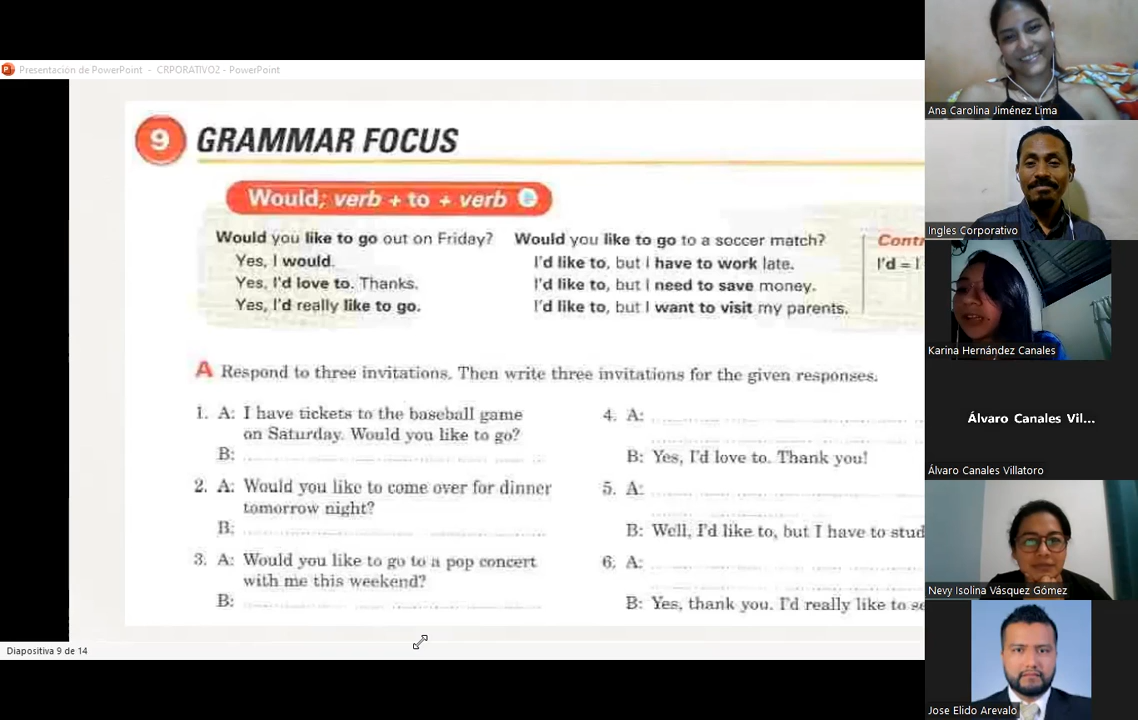 Presentación de PowerPoint - CRPORATIVO2 - PowerPoint
9 GRAMMAR FOCUS
Would; verb + to + verb
Would you like to go out on Friday?
Yes, I would.
Yes, I'd love to. Thanks.
Yes, I'd really like to go.
Would you like to go to a soccer match?
I'd like to, but I have to work late.
I'd like to, but I need to save money.
I'd like to, but I want to visit my parents.
Contr
I'd = I
A Respond to three invitations. Then write three invitations for the given responses.
1. A: I have tickets to the baseball game
on Saturday. Would you like to go?
B:
2. A: Would you like to come over for dinner
tomorrow night?
B:
3. A: Would you like to go to a pop concert
with me this weekend?
B:
4. A:
B: Yes, I'd love to. Thank you!
5. A:
B: Well, I'd like to, but I have to stud
6. A:
B: Yes, thank you. I'd really like to se
Diapositiva 9 de 14
Ana Carolina Jiménez Lima
Ingles Corporativo
Karina Hernández Canales
Álvaro Canales Vil...
Álvaro Canales Villatoro
Nevy Isolina Vásquez Gómez
Jose Elido Arevalo